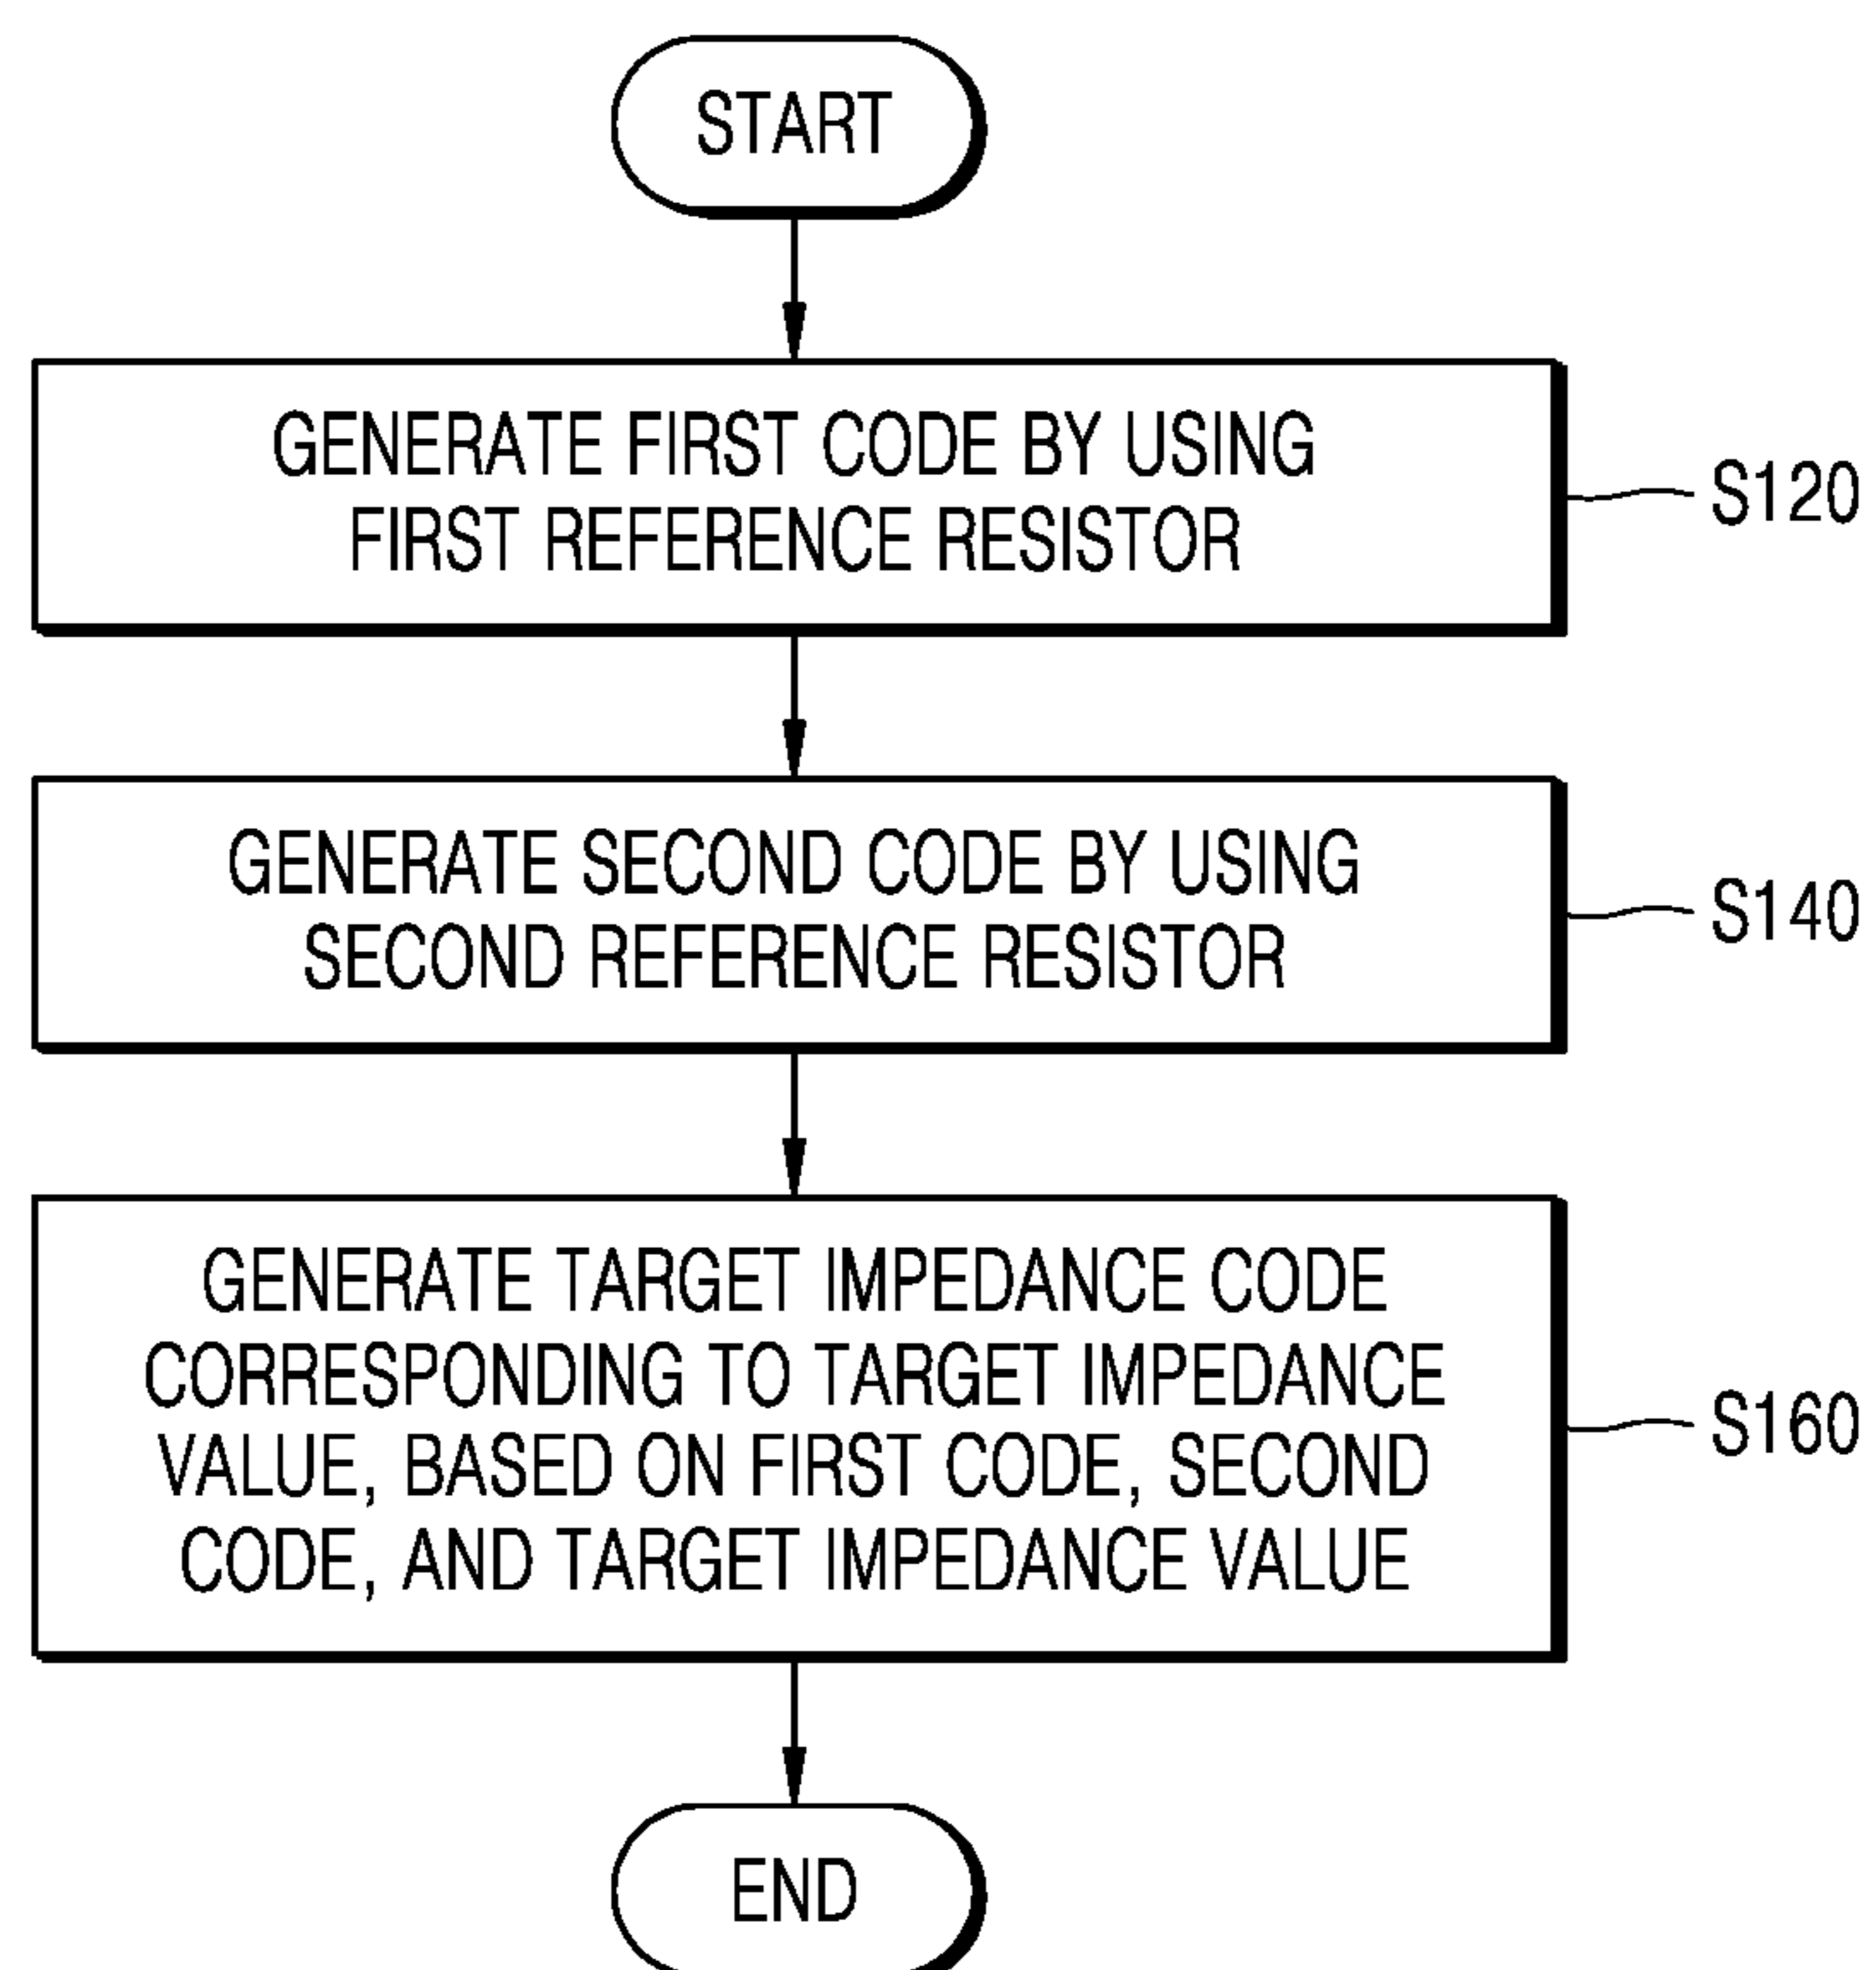 START
GENERATE FIRST CODE BY USING
FIRST REFERENCE RESISTOR
S120
GENERATE SECOND CODE BY USING
SECOND REFERENCE RESISTOR
S140
GENERATE TARGET IMPEDANCE CODE
CORRESPONDING TO TARGET IMPEDANCE
VALUE, BASED ON FIRST CODE, SECOND
CODE, AND TARGET IMPEDANCE VALUE
S160
END